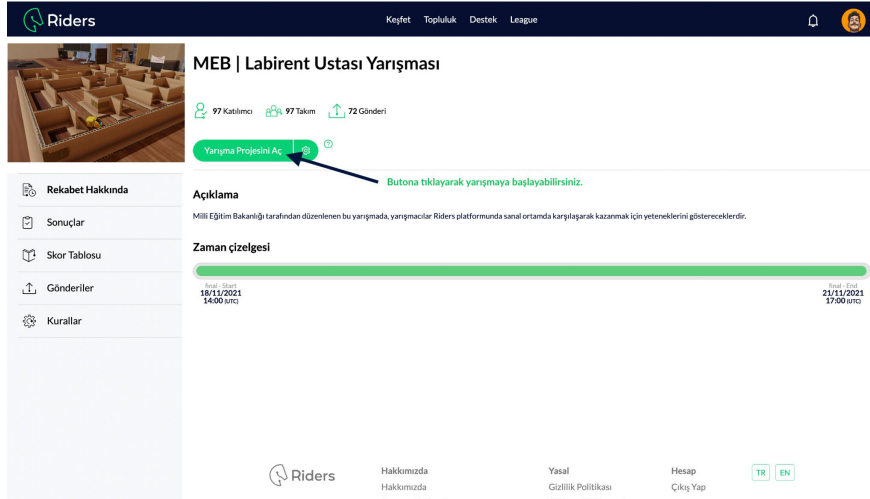 Riders
Keşfet Topluluk Destek League
MEB | Labirent Ustası Yarışması
97 Katılımcı 97 Takım 72 Gönderi
Yarışma Projesini Aç
Butona tıklayarak yarışmaya başlayabilirsiniz.
Rekabet Hakkında
Sonuçlar
Skor Tablosu
Gönderiler
Kurallar
Açıklama
Milli Eğitim Bakanlığı tarafından düzenlenen bu yarışmada, yarışmacılar Riders platformunda sanal ortamda karşılaşarak kazanmak için yeteneklerini göstereceklerdir.
Zaman çizelgesi
final - Start
18/11/2021
14:00 (UTC)
final - End
21/11/2021
17:00 (UTC)
Riders
Hakkımızda
Hakkımızda
Yasal
Gizlilik Politikası
Hesap
Çıkış Yap
TR EN